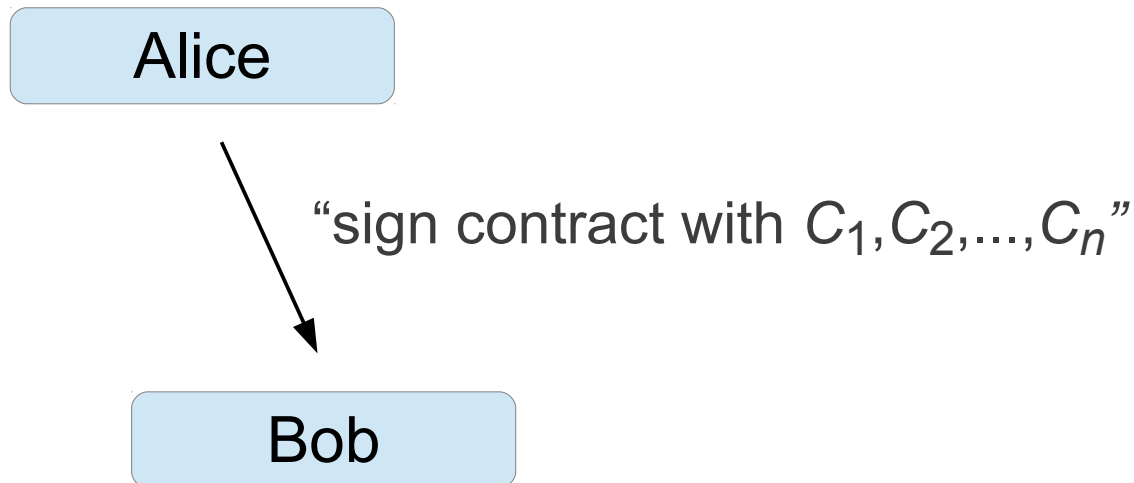 Alice
“sign contract with C₁,C₂,...,Cₙ”
Bob